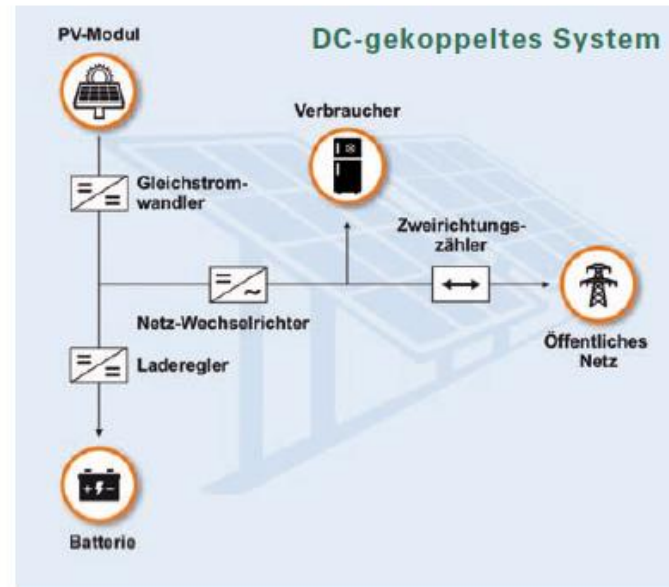 PV-Modul
DC-gekoppeltes System
Verbraucher
Gleichstrom-
wandler
Zweirichtungs-
zähler
Netz-Wechselrichter
Öffentliches
Netz
Laderegler
Batterie